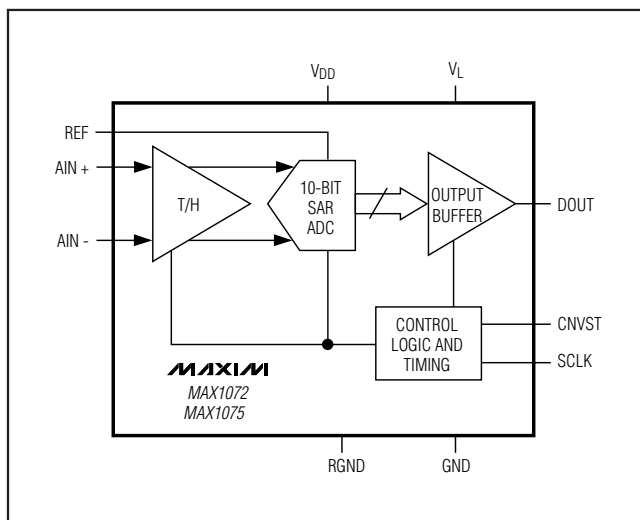 VDD
VL
REF
AIN +
AIN -
T/H
10-BIT
SAR
ADC
OUTPUT
BUFFER
DOUT
CONTROL
LOGIC AND
TIMING
CNVST
SCLK
MAXIM
MAX1072
MAX1075
RGND
GND